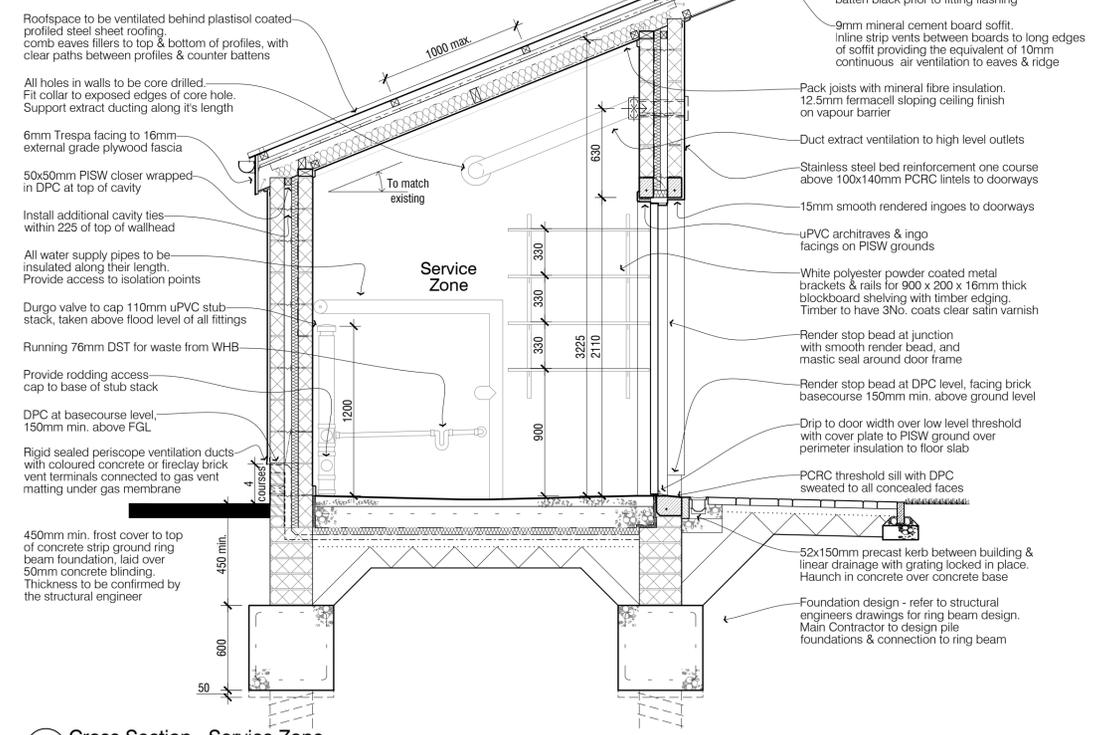 Roofspace to be ventilated behind plastisol coated
profiled steel sheet roofing.
comb eaves fillers to top & bottom of profiles, with
clear paths between profiles & counter battens
All holes in walls to be core drilled.
Fit collar to exposed edges of core hole.
Support extract ducting along it's length
6mm Trespa facing to 16mm
external grade plywood fascia
50x50mm PISW closer wrapped
in DPC at top of cavity
Install additional cavity ties
within 225 of top of wallhead
All water supply pipes to be
insulated along their length.
Provide access to isolation points
Durgo valve to cap 110mm uPVC stub
stack, taken above flood level of all fittings
Running 76mm DST for waste from WHB
Provide rodding access
cap to base of stub stack
DPC at basecourse level,
150mm min. above FGL
Rigid sealed periscope ventilation ducts
with coloured concrete or fireclay brick
vent terminals connected to gas vent
matting under gas membrane
450mm min. frost cover to top
of concrete strip ground ring
beam foundation, laid over
50mm concrete blinding.
Thickness to be confirmed by
the structural engineer
1000 max.
To match
existing
Service
Zone
630
330
330
330
900
3225
2110
1200
4
courses
450 min.
600
50
batten black prior to fitting flashing
9mm mineral cement board soffit.
Inline strip vents between boards to long edges
of soffit providing the equivalent of 10mm
continuous air ventilation to eaves & ridge
Pack joists with mineral fibre insulation.
12.5mm fermacell sloping ceiling finish
on vapour barrier
Duct extract ventilation to high level outlets
Stainless steel bed reinforcement one course
above 100x140mm PCRC lintels to doorways
15mm smooth rendered ingoes to doorways
uPVC architraves & ingo
facings on PISW grounds
White polyester powder coated metal
brackets & rails for 900 x 200 x 16mm thick
blockboard shelving with timber edging.
Timber to have 3No. coats clear satin varnish
Render stop bead at junction
with smooth render bead, and
mastic seal around door frame
Render stop bead at DPC level, facing brick
basecourse 150mm min. above ground level
Drip to door width over low level threshold
with cover plate to PISW ground over
perimeter insulation to floor slab
PCRC threshold sill with DPC
sweated to all concealed faces
52x150mm precast kerb between building &
linear drainage with grating locked in place.
Haunch in concrete over concrete base
Foundation design - refer to structural
engineers drawings for ring beam design.
Main Contractor to design pile
foundations & connection to ring beam
Cross Section - Service Zone